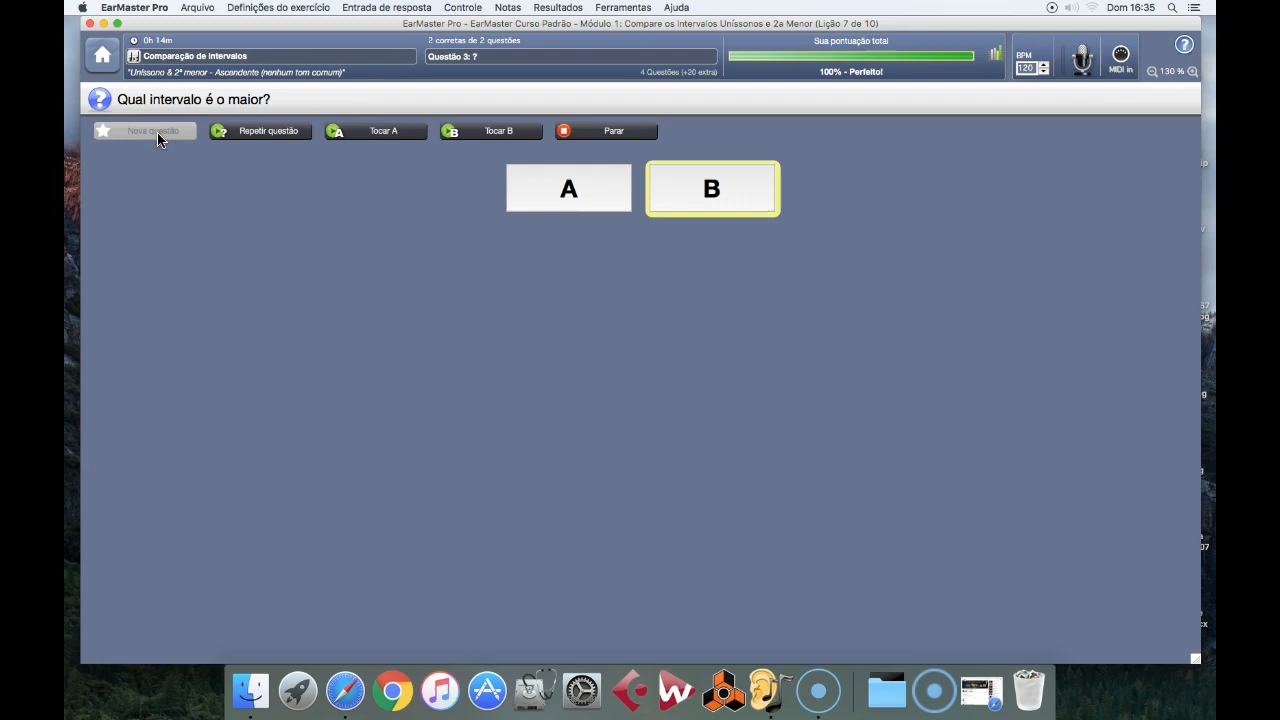 EarMaster Pro Arquivo Definições do exercício Entrada de resposta Controle Notas Resultados Ferramentas Ajuda Dom 16:35
EarMaster Pro - EarMaster Curso Padrão - Módulo 1: Compare os Intervalos Uníssonos e 2a Menor (Lição 7 de 10)
0h 14m
2 corretas de 2 questões
Sua pontuação total
Comparação de Intervalos
Questão 3: ?
BPM
120
MIDI in
"Uníssono & 2ª menor - Ascendente (nenhum tom comum)"
4 Questões (+20 extra)
100% - Perfeito!
130 %
Qual intervalo é o maior?
Nova questão
Repetir questão
Tocar A
Tocar B
Parar
A
B